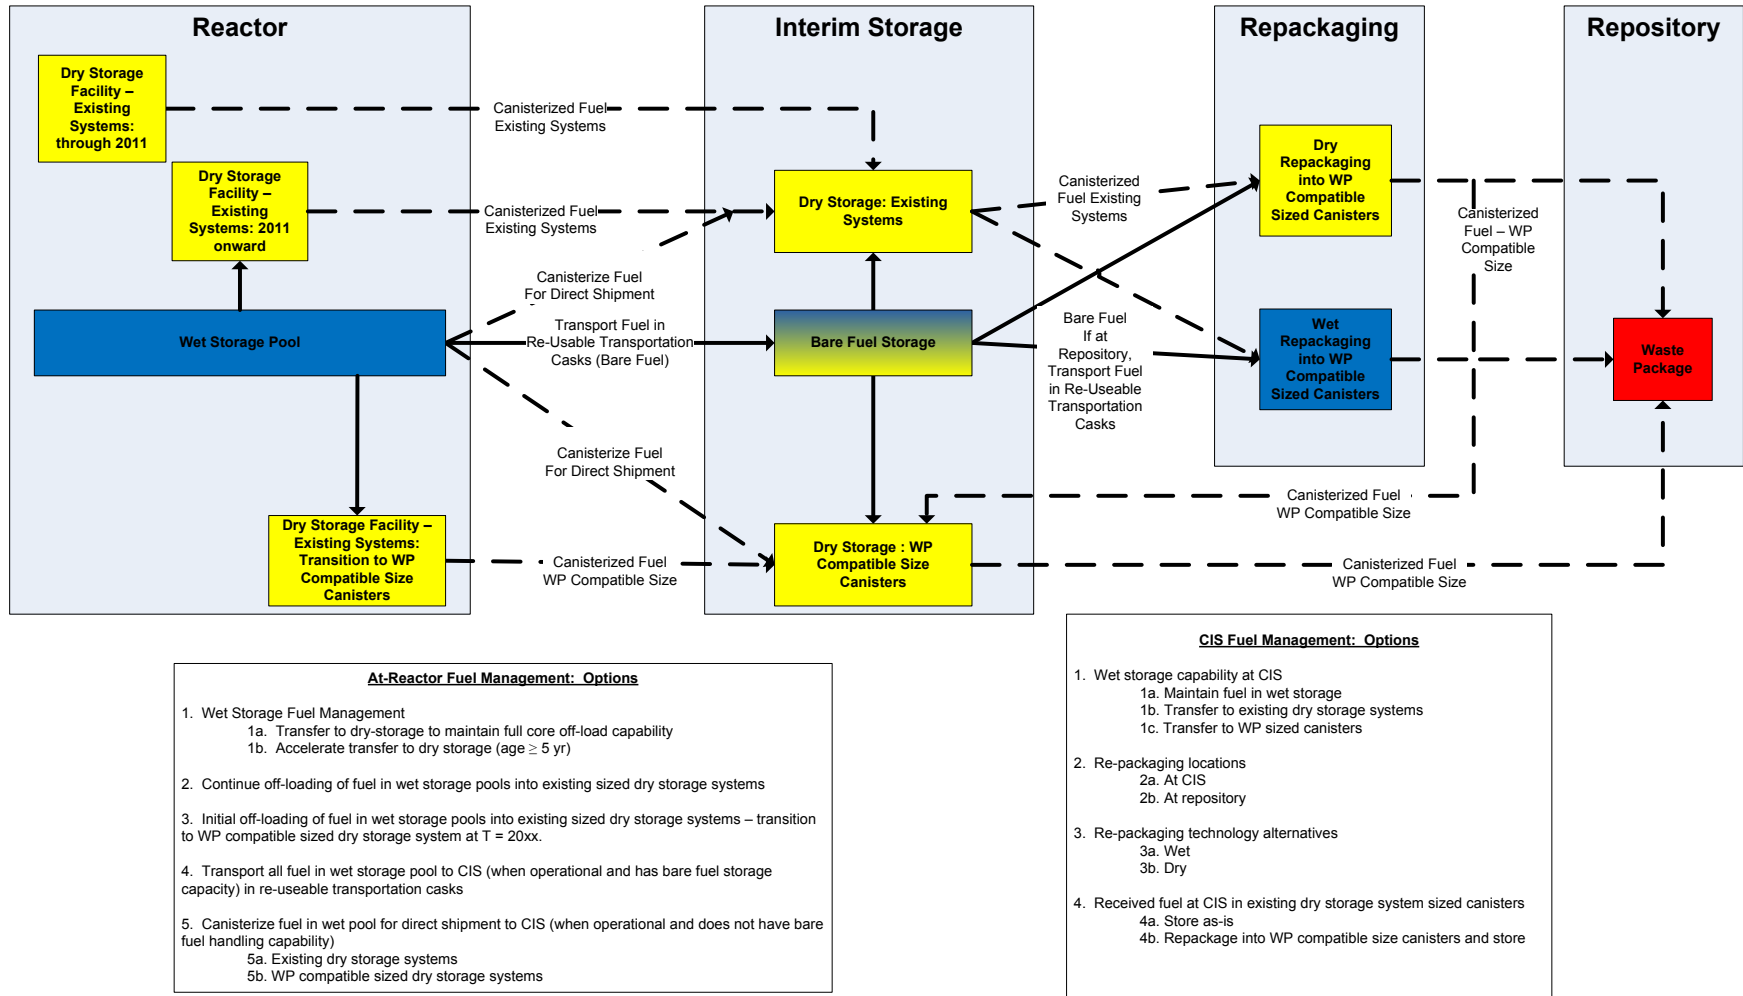 Reactor
Interim Storage
Repackaging
Repository
Dry Storage
Facility –
Existing
Systems:
through 2011
Canisterized Fuel
Existing Systems
Dry Storage
Facility –
Existing
Systems: 2011
onward
Canisterized Fuel
Existing Systems
Dry Storage: Existing
Systems
Canisterized
Fuel Existing
Systems
Dry
Repackaging
into WP
Compatible
Sized Canisters
Canisterized
Fuel – WP
Compatible
Size
Canisterize Fuel
For Direct Shipment
Wet Storage Pool
Transport Fuel in
Re-Usable Transportation
Casks (Bare Fuel)
Bare Fuel Storage
Bare Fuel
If at
Repository,
Transport Fuel
in Re-Useable
Transportation
Casks
Wet
Repackaging
into WP
Compatible
Sized Canisters
Waste
Package
Canisterize Fuel
For Direct Shipment
Canisterized Fuel
WP Compatible Size
Dry Storage Facility –
Existing Systems:
Transition to WP
Compatible Size
Canisters
Canisterized Fuel
WP Compatible Size
Dry Storage : WP
Compatible Size
Canisters
Canisterized Fuel
WP Compatible Size
At-Reactor Fuel Management: Options
1. Wet Storage Fuel Management
1a. Transfer to dry-storage to maintain full core off-load capability
1b. Accelerate transfer to dry storage (age ≥ 5 yr)
2. Continue off-loading of fuel in wet storage pools into existing sized dry storage systems
3. Initial off-loading of fuel in wet storage pools into existing sized dry storage systems – transition
to WP compatible sized dry storage system at T = 20xx.
4. Transport all fuel in wet storage pool to CIS (when operational and has bare fuel storage
capacity) in re-useable transportation casks
5. Canisterize fuel in wet pool for direct shipment to CIS (when operational and does not have bare
fuel handling capability)
5a. Existing dry storage systems
5b. WP compatible sized dry storage systems
CIS Fuel Management: Options
1. Wet storage capability at CIS
1a. Maintain fuel in wet storage
1b. Transfer to existing dry storage systems
1c. Transfer to WP sized canisters
2. Re-packaging locations
2a. At CIS
2b. At repository
3. Re-packaging technology alternatives
3a. Wet
3b. Dry
4. Received fuel at CIS in existing dry storage system sized canisters
4a. Store as-is
4b. Repackage into WP compatible size canisters and store